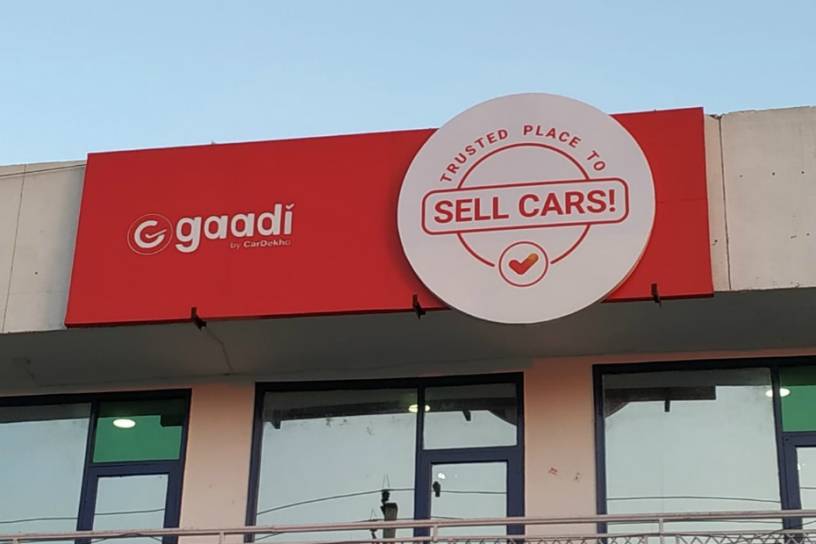 gaadi
by CarDekho
TRUSTED PLACE TO
SELL CARS!